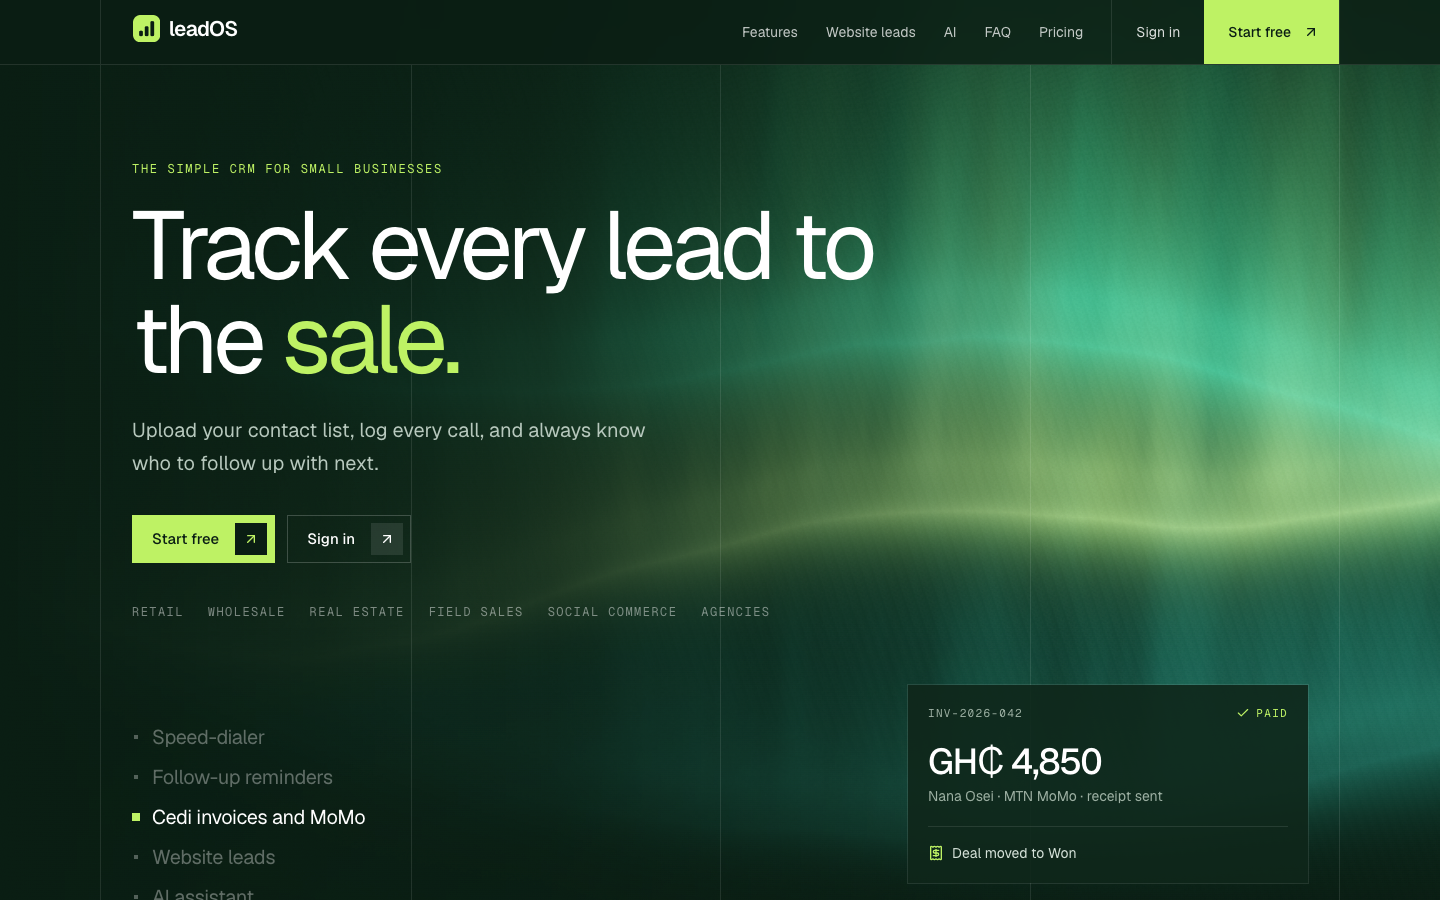 leadOS
Features
Website leads
AI
FAQ
Pricing
Sign in
Start free
THE SIMPLE CRM FOR SMALL BUSINESSES
Track every lead to
the sale.
Upload your contact list, log every call, and always know
who to follow up with next.
Start free
Sign in
RETAIL
WHOLESALE
REAL ESTATE
FIELD SALES
SOCIAL COMMERCE
AGENCIES
Speed-dialer
Follow-up reminders
Cedi invoices and MoMo
Website leads
AI assistant
INV-2026-042
PAID
GH₵ 4,850
Nana Osei · MTN MoMo · receipt sent
Deal moved to Won